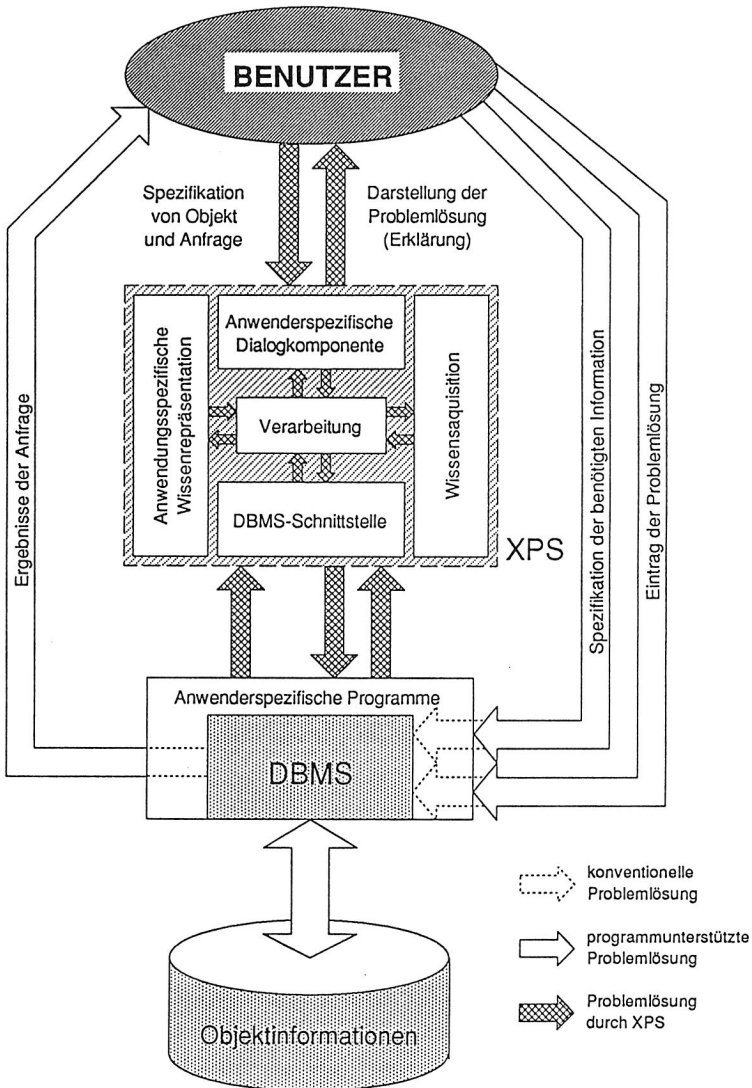 BENUTZER
Spezifikation
von Objekt
und Anfrage
Darstellung der
Problemlösung
(Erklärung)
Ergebnisse der Anfrage
Anwendungsspezifische
Wissenrepräsentation
Anwenderspezifische
Dialogkomponente
Verarbeitung
DBMS-Schnittstelle
Wissensaquisition
XPS
Spezifikation der benötigten Information
Eintrag der Problemlösung
Anwenderspezifische Programme
DBMS
Objektinformationen
konventionelle
Problemlösung
programmunterstützte
Problemlösung
Problemlösung
durch XPS